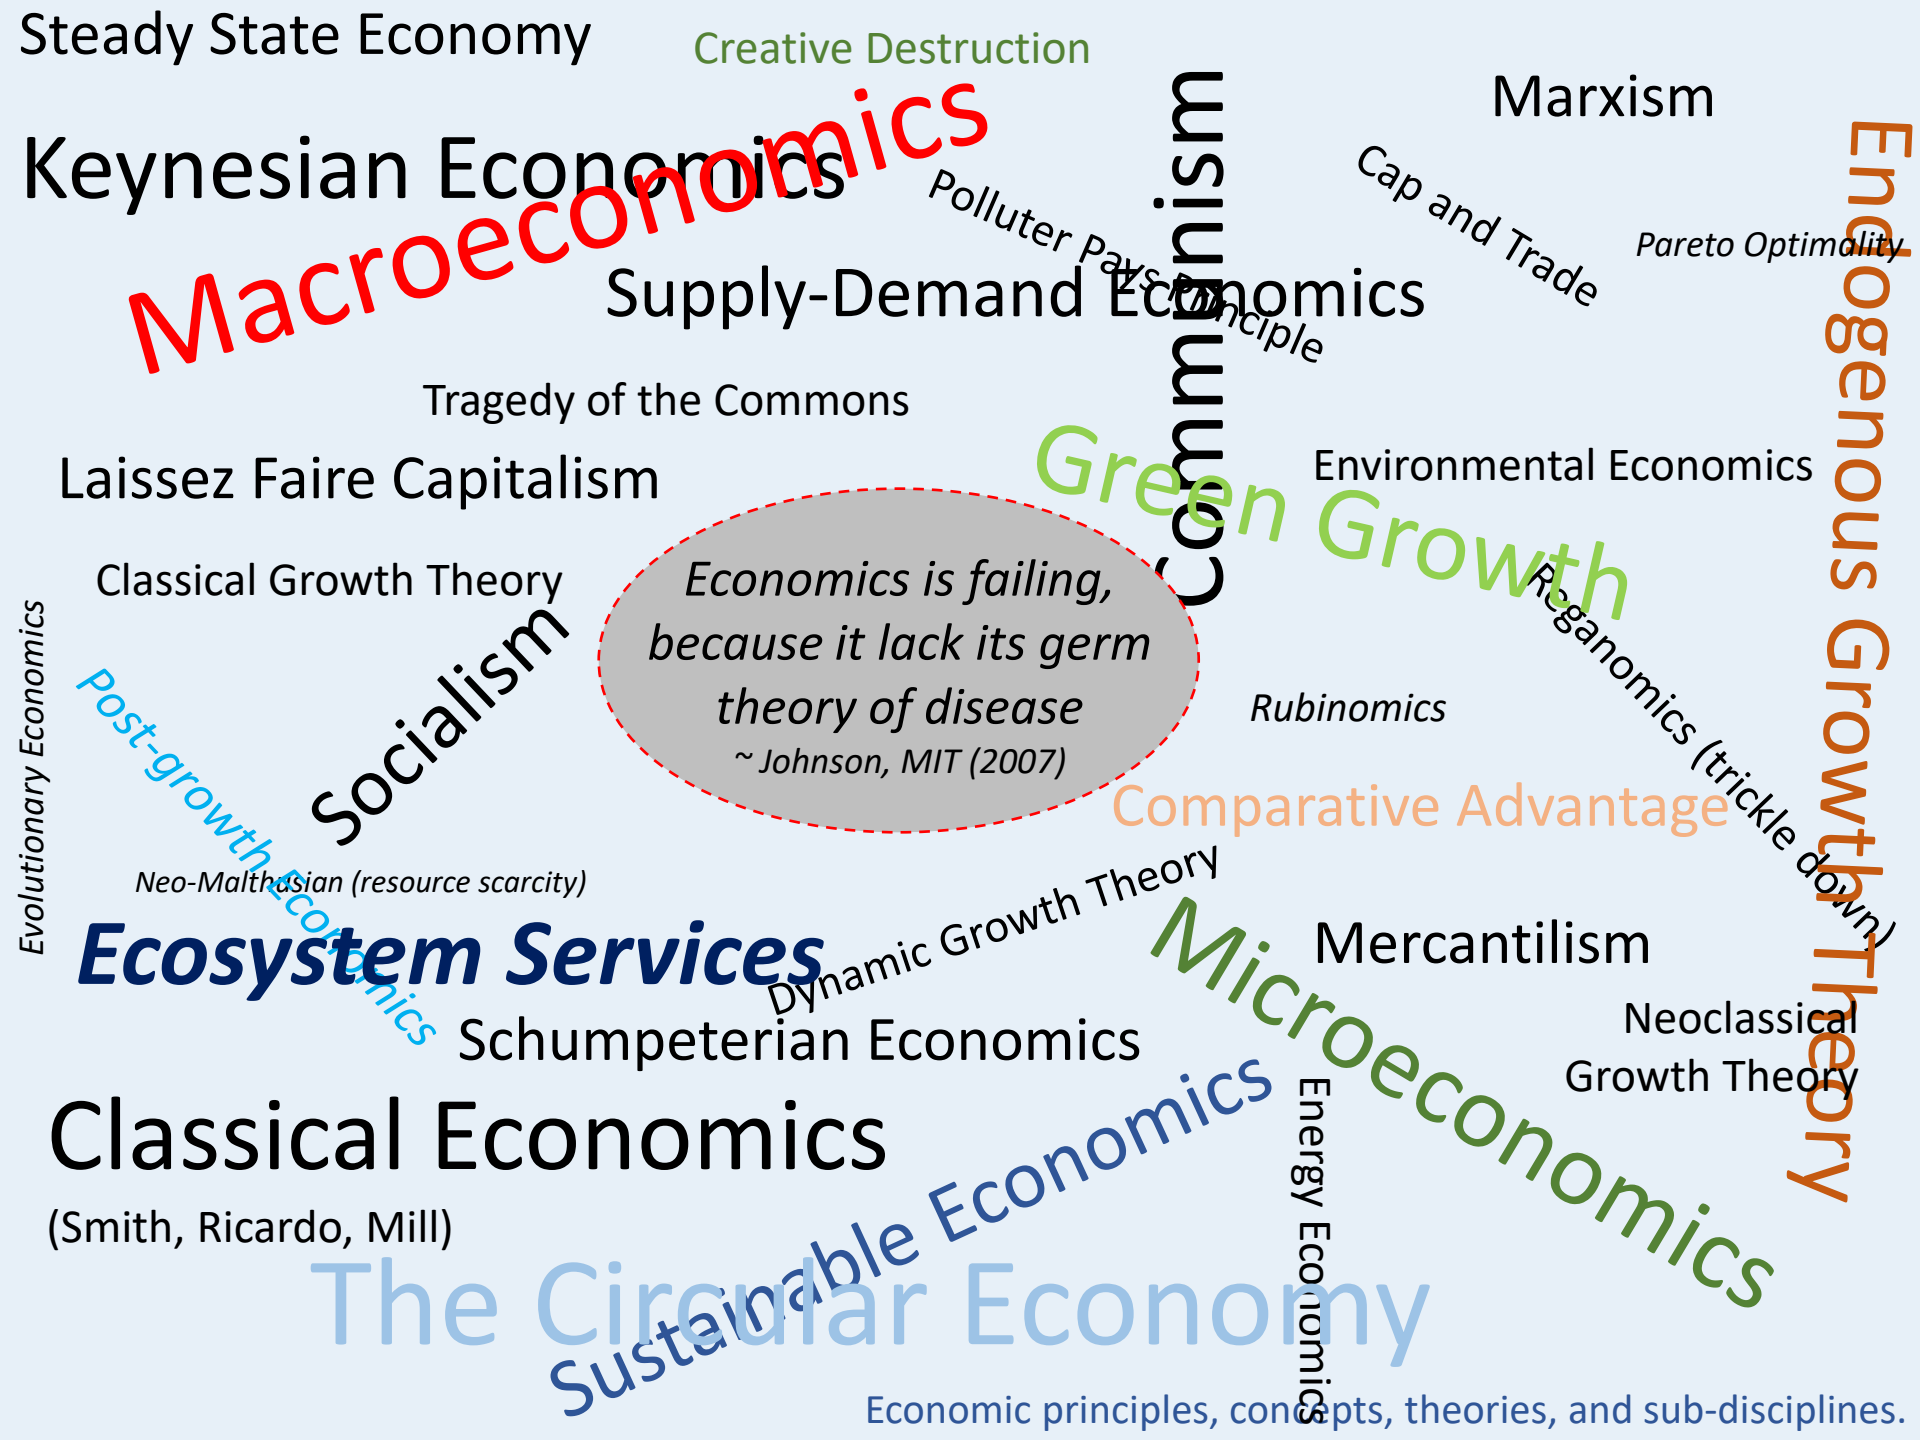 Steady State Economy
Creative Destruction
Marxism
Keynesian Economics
Macroeconomics
Communism
Polluter Pays Principle
Cap and Trade
Pareto Optimality
Endogenous Growth Theory
Supply-Demand Economics
Tragedy of the Commons
Laissez Faire Capitalism
Green Growth
Environmental Economics
Classical Growth Theory
Economics is failing,
because it lack its germ
theory of disease
~ Johnson, MIT (2007)
Reganomics (trickle down)
Evolutionary Economics
Post-growth Economics
Socialism
Rubinomics
Comparative Advantage
Neo-Malthusian (resource scarcity)
Ecosystem Services
Dynamic Growth Theory
Microeconomics
Mercantilism
Neoclassical
Growth Theory
Schumpeterian Economics
Classical Economics
(Smith, Ricardo, Mill)
Sustainable Economics
Energy Economics
The Circular Economy
Economic principles, concepts, theories, and sub-disciplines.